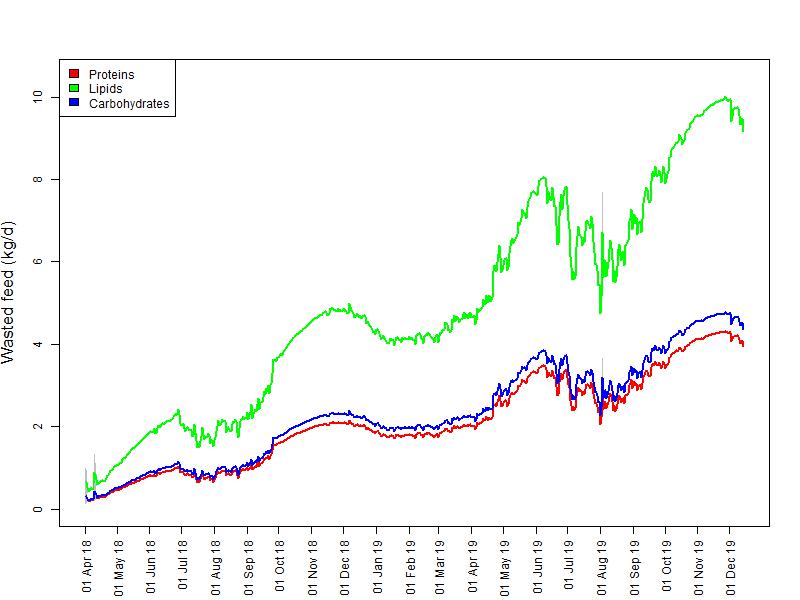 Proteins
Lipids
Carbohydrates
Wasted feed (kg/d)
10
8
6
4
2
0
01 Apr 18
01 May 18
01 Jun 18
01 Jul 18
01 Aug 18
01 Sep 18
01 Oct 18
01 Nov 18
01 Dec 18
01 Jan 19
01 Feb 19
01 Mar 19
01 Apr 19
01 May 19
01 Jun 19
01 Jul 19
01 Aug 19
01 Sep 19
01 Oct 19
01 Nov 19
01 Dec 19